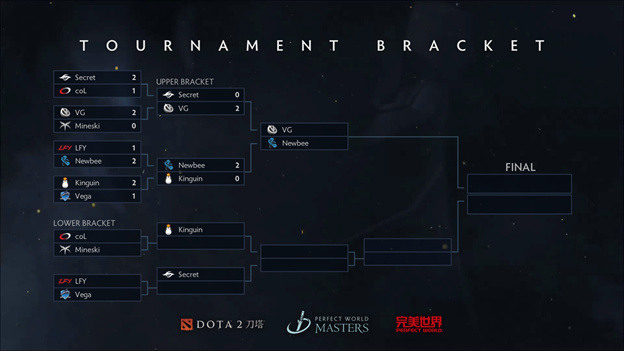 TOURNAMENT BRACKET
Secret 2
coL 1
VG 2
Mineski 0
LFY LFY 1
Newbee 2
Kinguin 2
Vega 1
UPPER BRACKET
Secret 0
VG 2
Newbee 2
Kinguin 0
VG
Newbee
FINAL
LOWER BRACKET
coL
Mineski
LFY LFY
Vega
Kinguin
Secret
DOTA 2 刀塔
PERFECT WORLD
MASTERS
完美世界
PERFECT WORLD